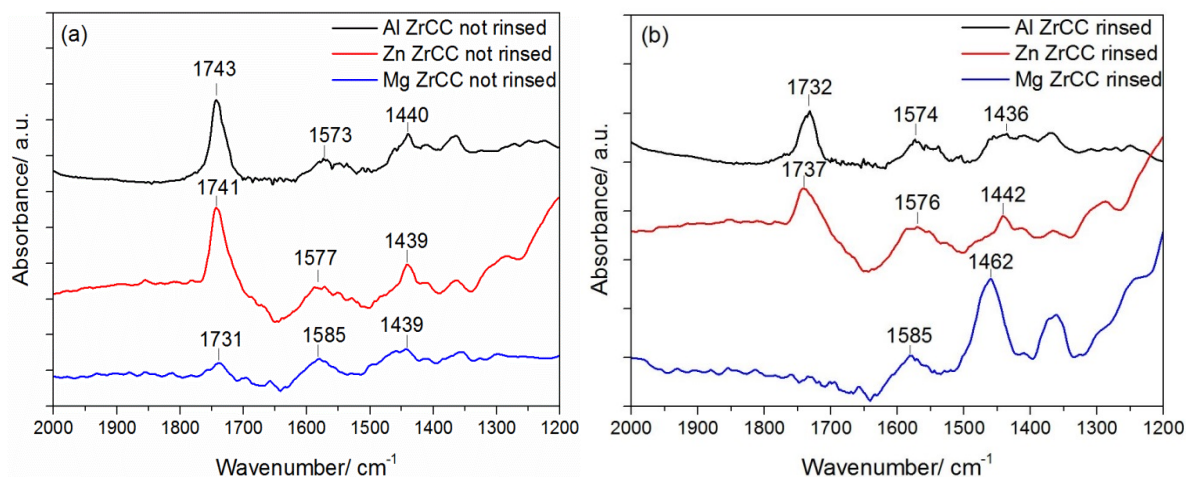 (a)
Al ZrCC not rinsed
Zn ZrCC not rinsed
Mg ZrCC not rinsed
1743
1573
1440
1741
1577
1439
1731
1585
1439
Absorbance/ a.u.
2000 1900 1800 1700 1600 1500 1400 1300 1200
Wavenumber/ cm⁻¹
(b)
Al ZrCC rinsed
Zn ZrCC rinsed
Mg ZrCC rinsed
1732
1574
1436
1737
1576
1442
1462
1585
Absorbance/ a.u.
2000 1900 1800 1700 1600 1500 1400 1300 1200
Wavenumber/ cm⁻¹